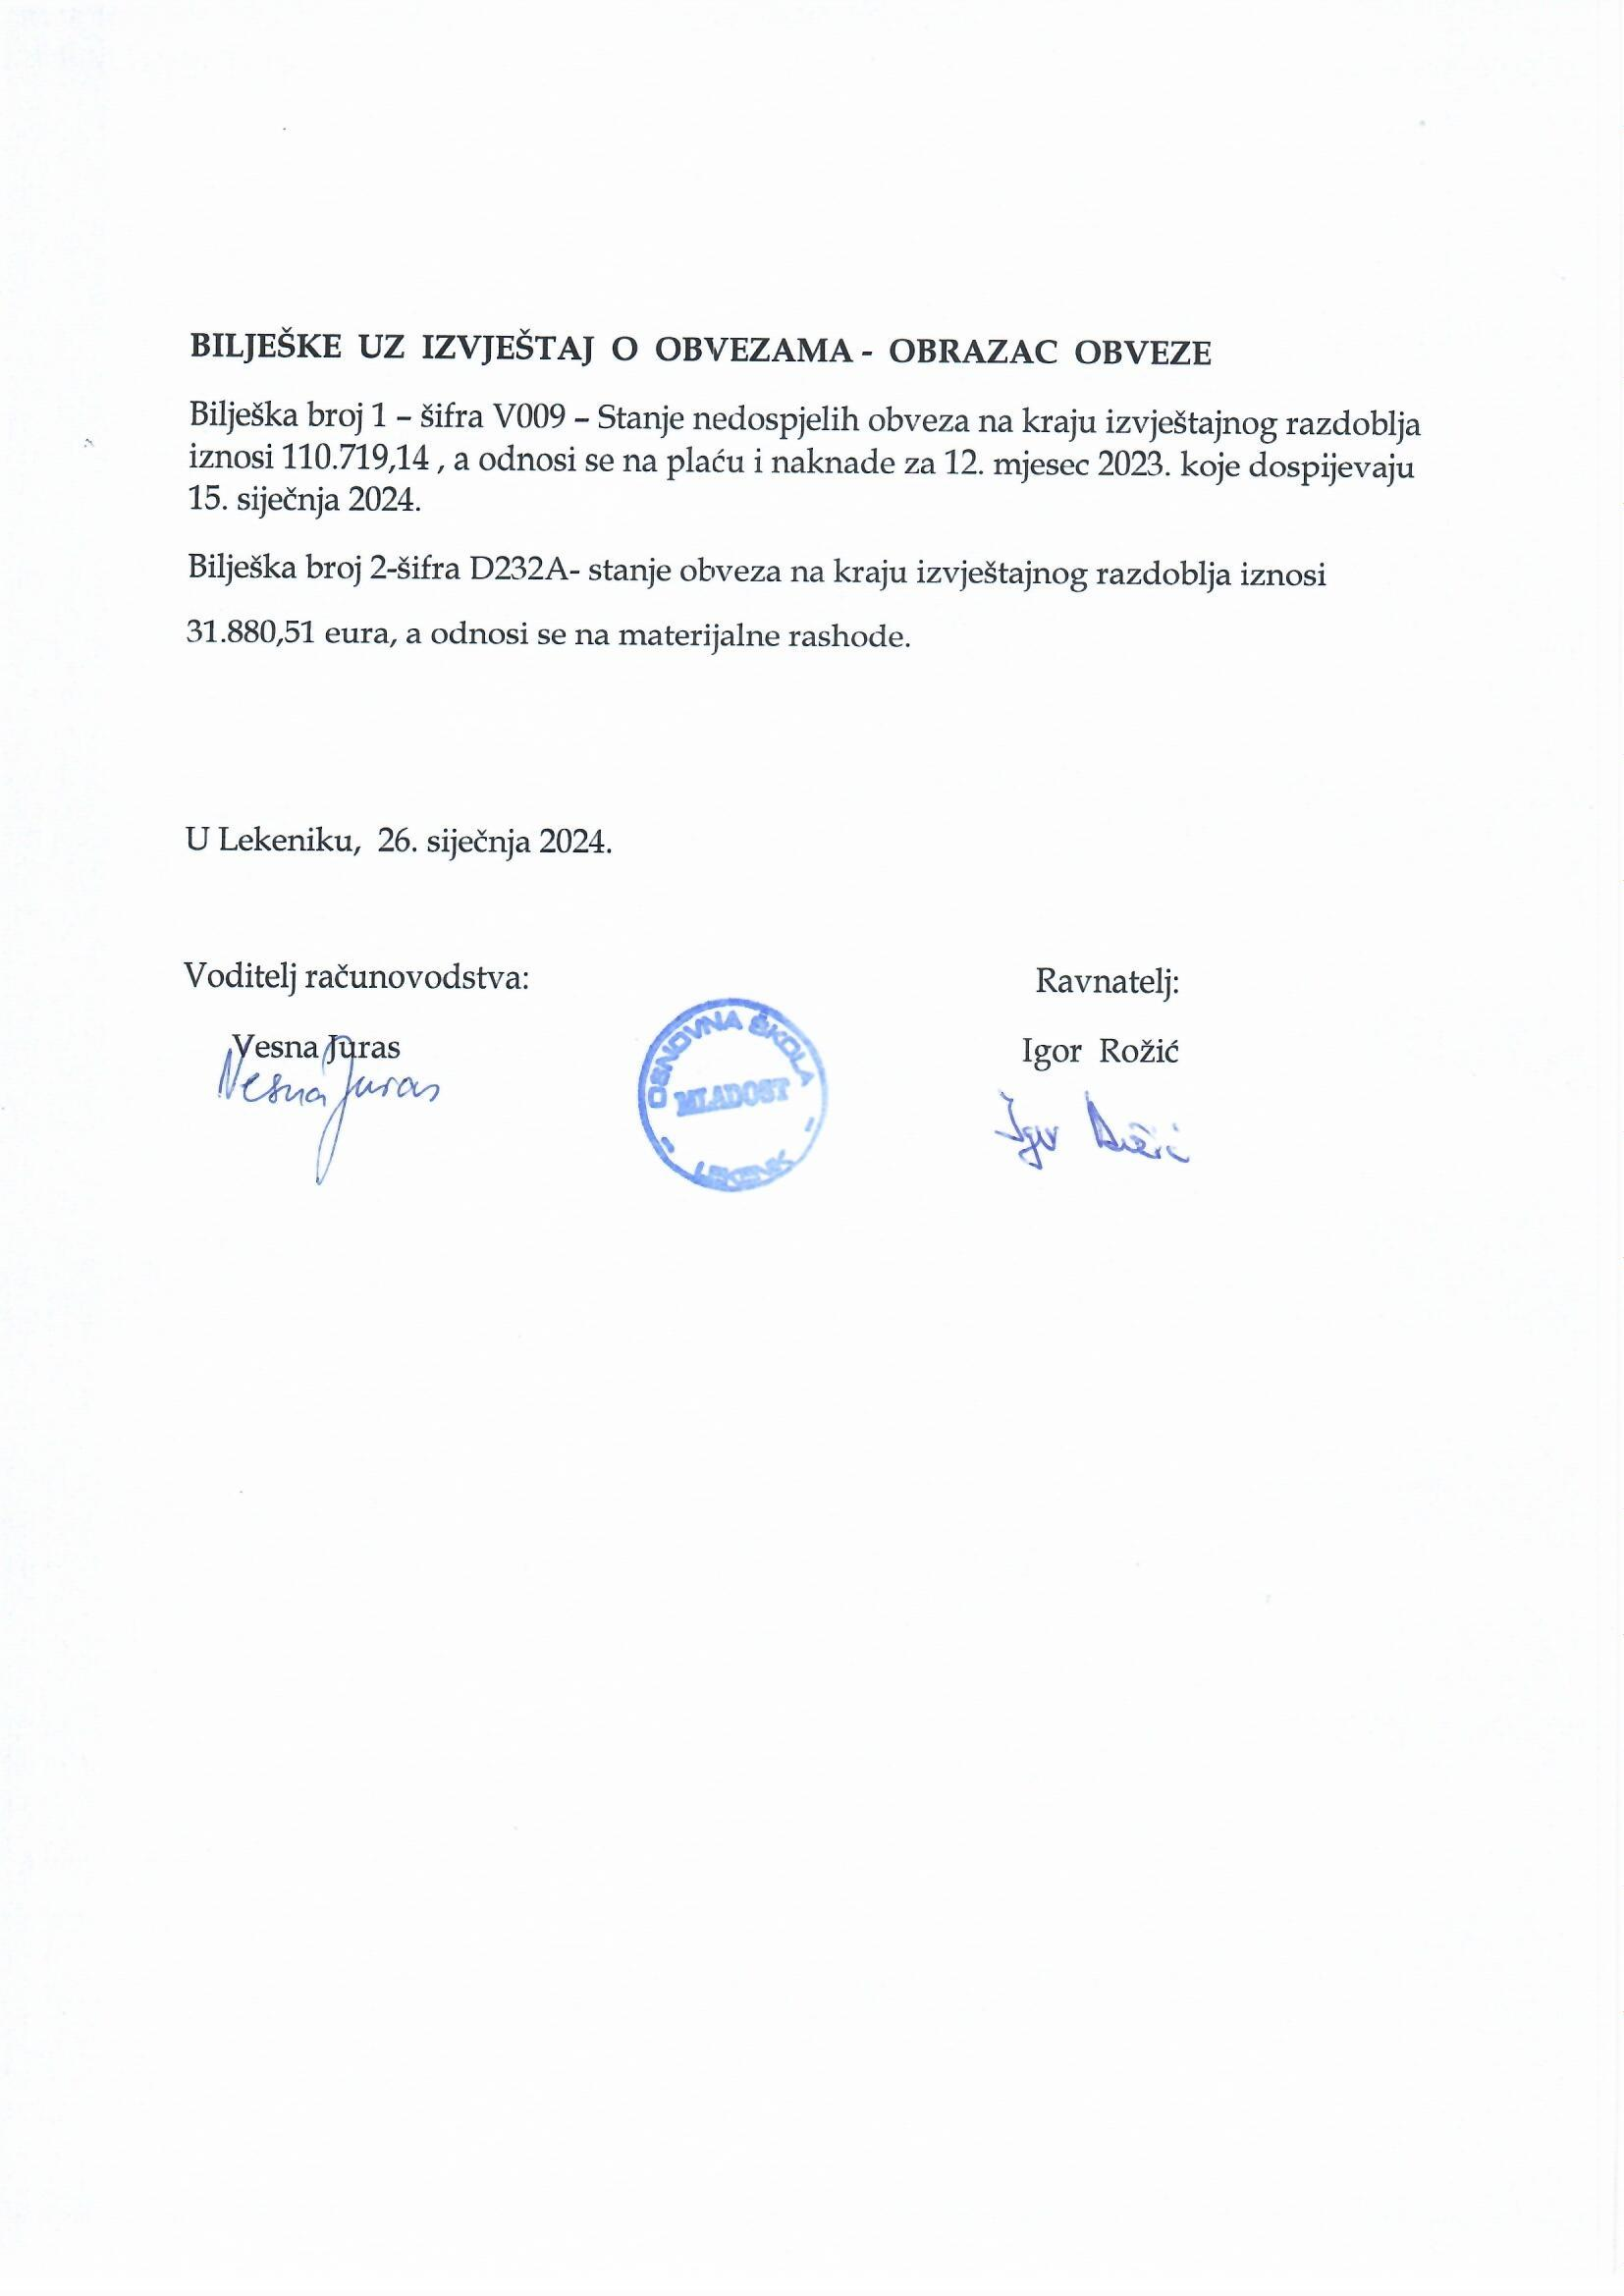 BILJEŠKE UZ IZVJEŠTAJ O OBVEZAMA - OBRAZAC OBVEZE
Bilješka broj 1 – šifra V009 – Stanje nedospjelih obveza na kraju izvještajnog razdoblja
iznosi 110.719,14 , a odnosi se na plaću i naknade za 12. mjesec 2023. koje dospijevaju
15. siječnja 2024.
Bilješka broj 2-šifra D232A- stanje obveza na kraju izvještajnog razdoblja iznosi
31.880,51 eura, a odnosi se na materijalne rashode.
U Lekeniku, 26. siječnja 2024.
Voditelj računovodstva:
Ravnatelj:
Vesna Juras
Igor Rožić
Vesna Juras
OSNOVNA ŠKOLA
MLADOST
LEKENIK
Igor Rožić